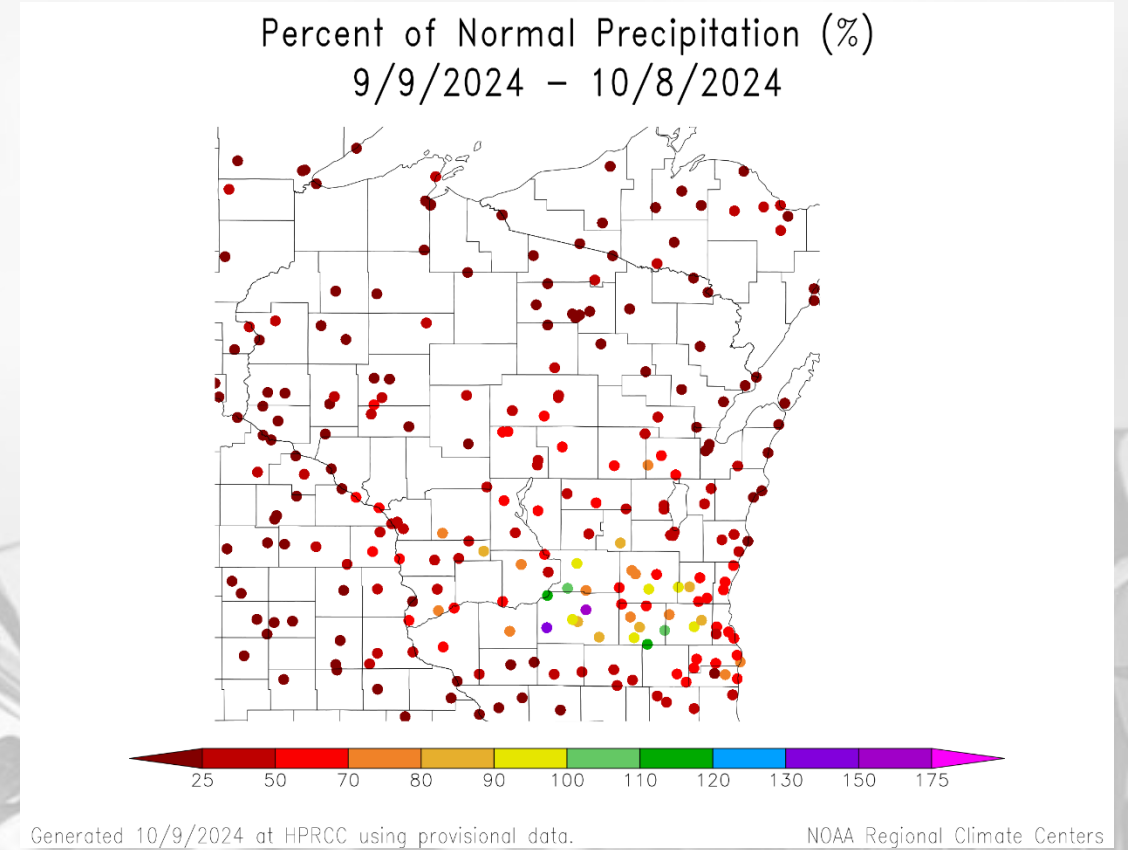 Percent of Normal Precipitation (%)
9/9/2024 – 10/8/2024
25 50 70 80 90 100 110 120 130 150 175
Generated 10/9/2024 at HPRCC using provisional data.
NOAA Regional Climate Centers